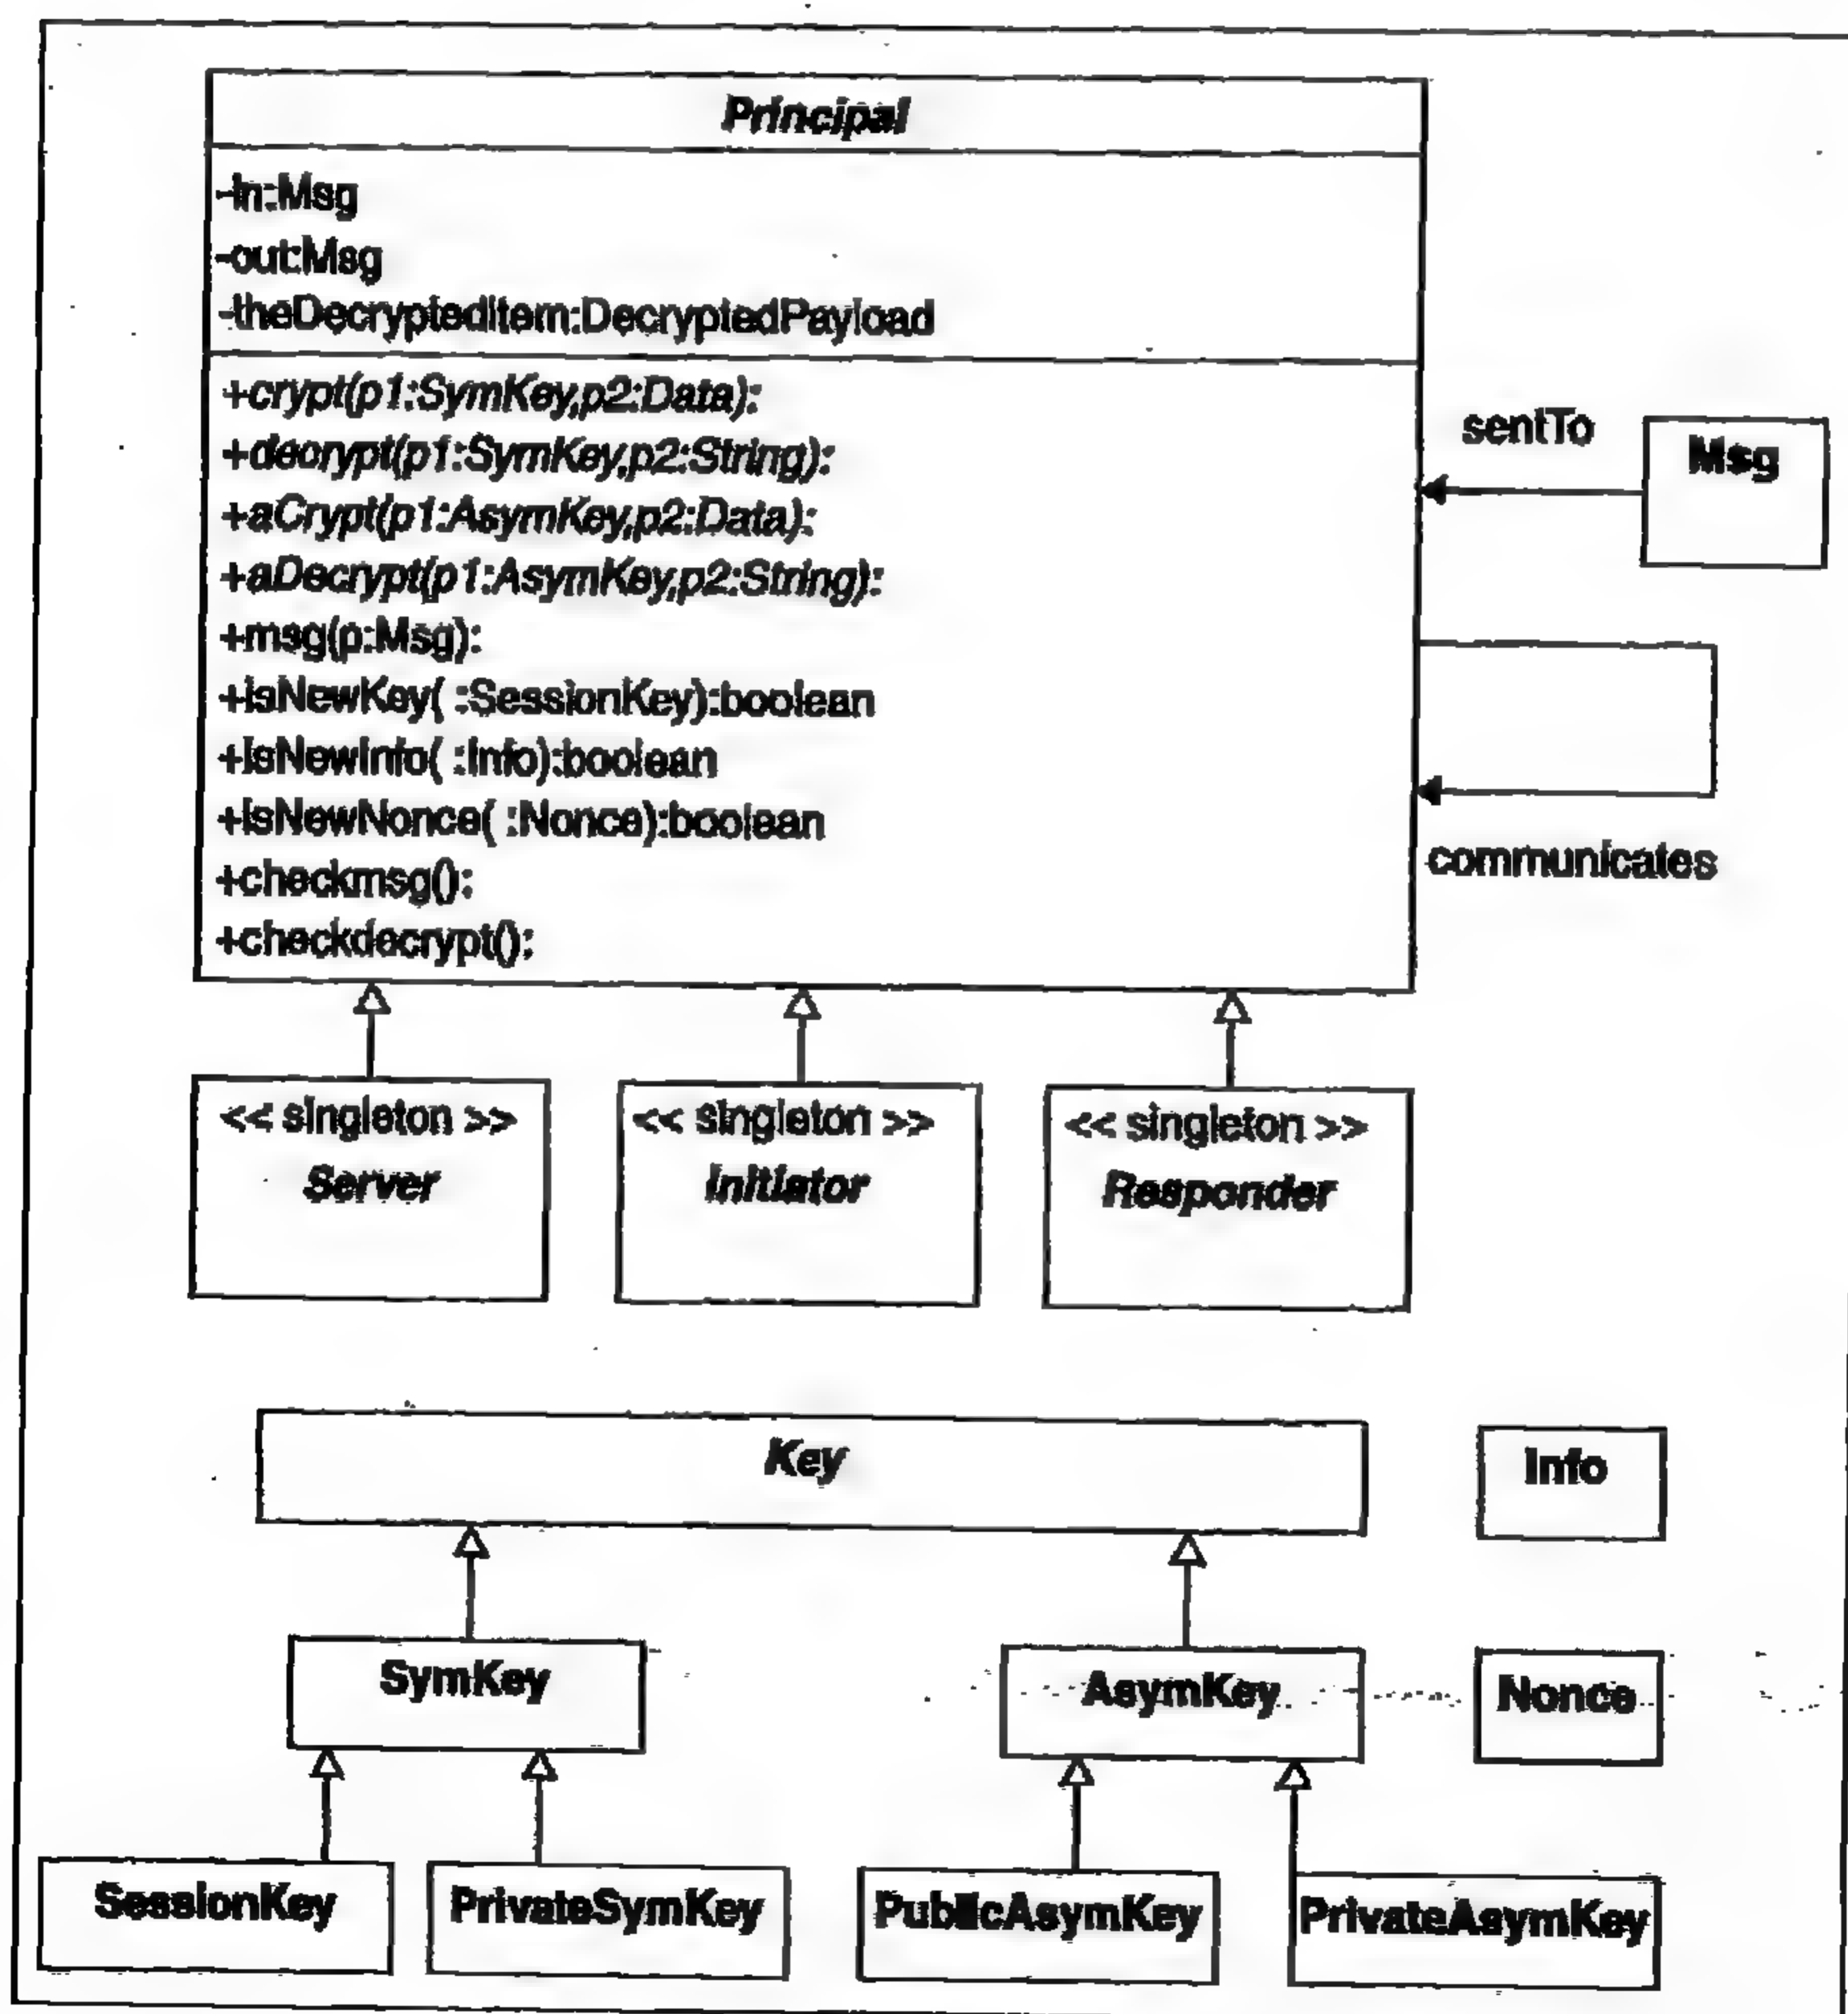 Principal
-in:Msg
-out:Msg
-theDecryptedItem:DecryptedPayload
+crypt(p1:SymKey,p2:Data):
+decrypt(p1:SymKey,p2:String):
+aCrypt(p1:AsymKey,p2:Data):
+aDecrypt(p1:AsymKey,p2:String):
+msg(p:Msg):
+isNewKey( :SessionKey):boolean
+isNewInfo( :Info):boolean
+isNewNonce( :Nonce):boolean
+checkmsg():
+checkdecrypt():
sentTo
Msg
communicates
<< singleton >>
Server
<< singleton >>
Initiator
<< singleton >>
Responder
Key
Info
SymKey
AsymKey
Nonce
SessionKey
PrivateSymKey
PublicAsymKey
PrivateAsymKey